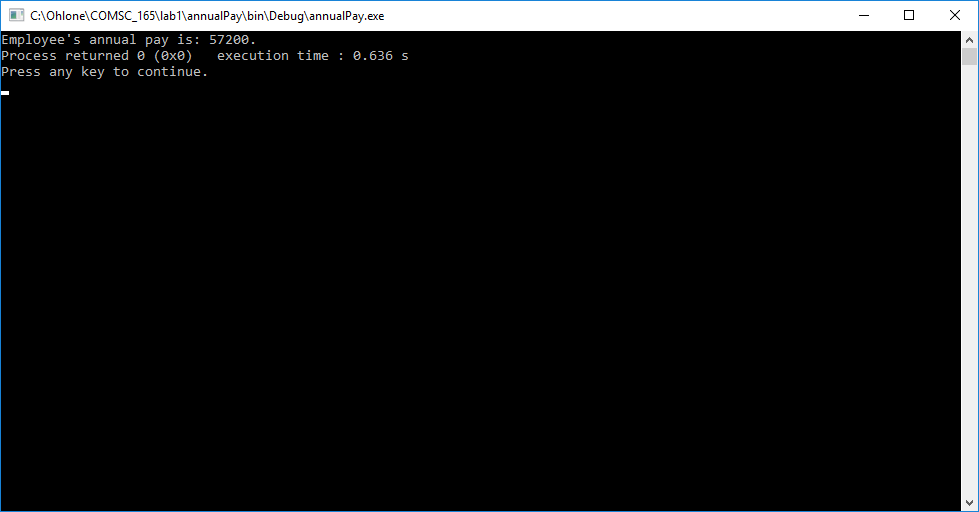 C:\Ohlone\COMSC_165\lab1\annualPay\bin\Debug\annualPay.exe
Employee's annual pay is: 57200.
Process returned 0 (0x0)   execution time : 0.636 s
Press any key to continue.